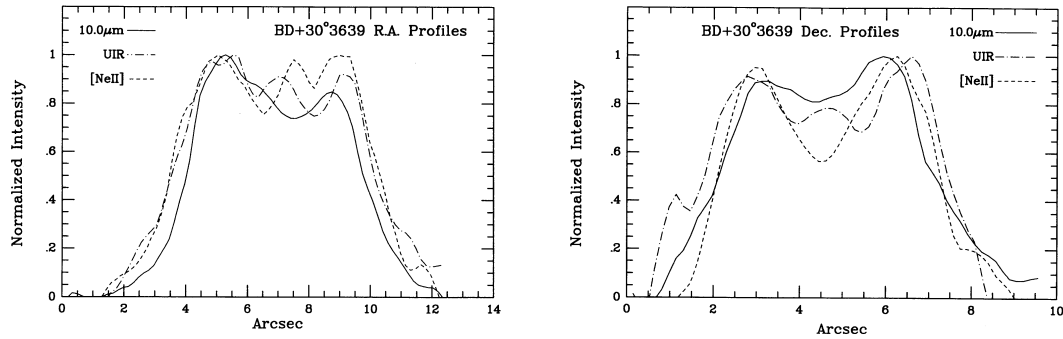 BD+30°3639 R.A. Profiles
10.0μm
UIR
[NeII]
Normalized Intensity
1
.8
.6
.4
.2
0
0 2 4 6 8 10 12 14
Arcsec
BD+30°3639 Dec. Profiles
10.0μm
UIR
[NeII]
Normalized Intensity
1
.8
.6
.4
.2
0
0 2 4 6 8 10
Arcsec